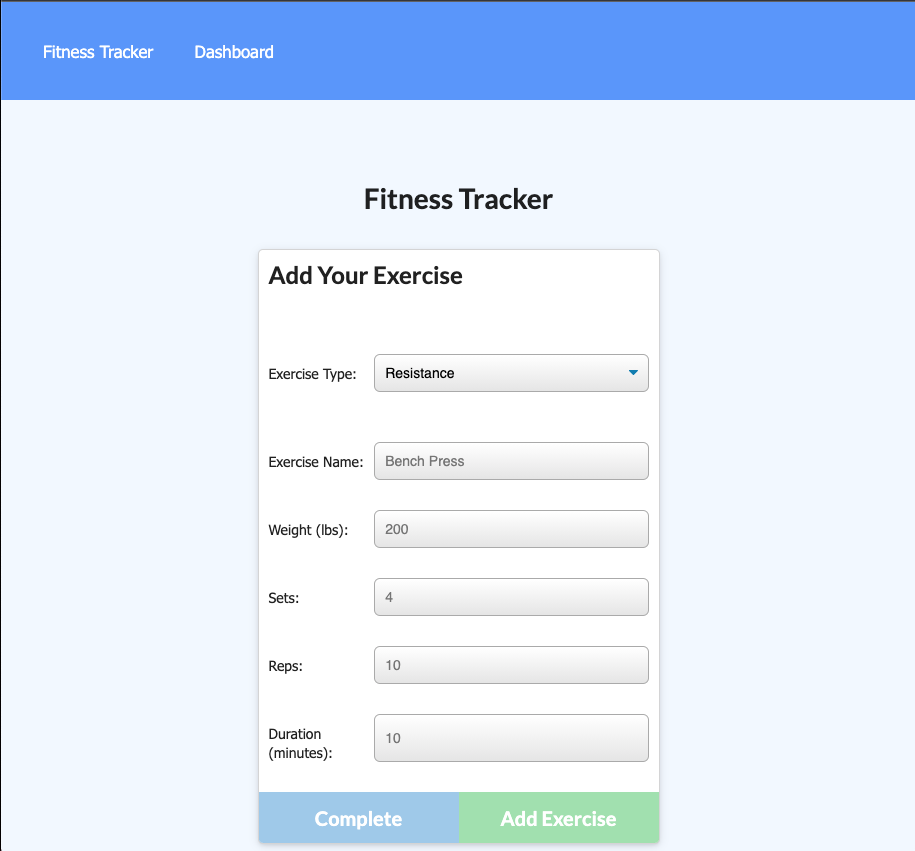 Fitness Tracker Dashboard
Fitness Tracker
Add Your Exercise
Exercise Type: Resistance
Exercise Name: Bench Press
Weight (lbs): 200
Sets: 4
Reps: 10
Duration
(minutes): 10
Complete Add Exercise